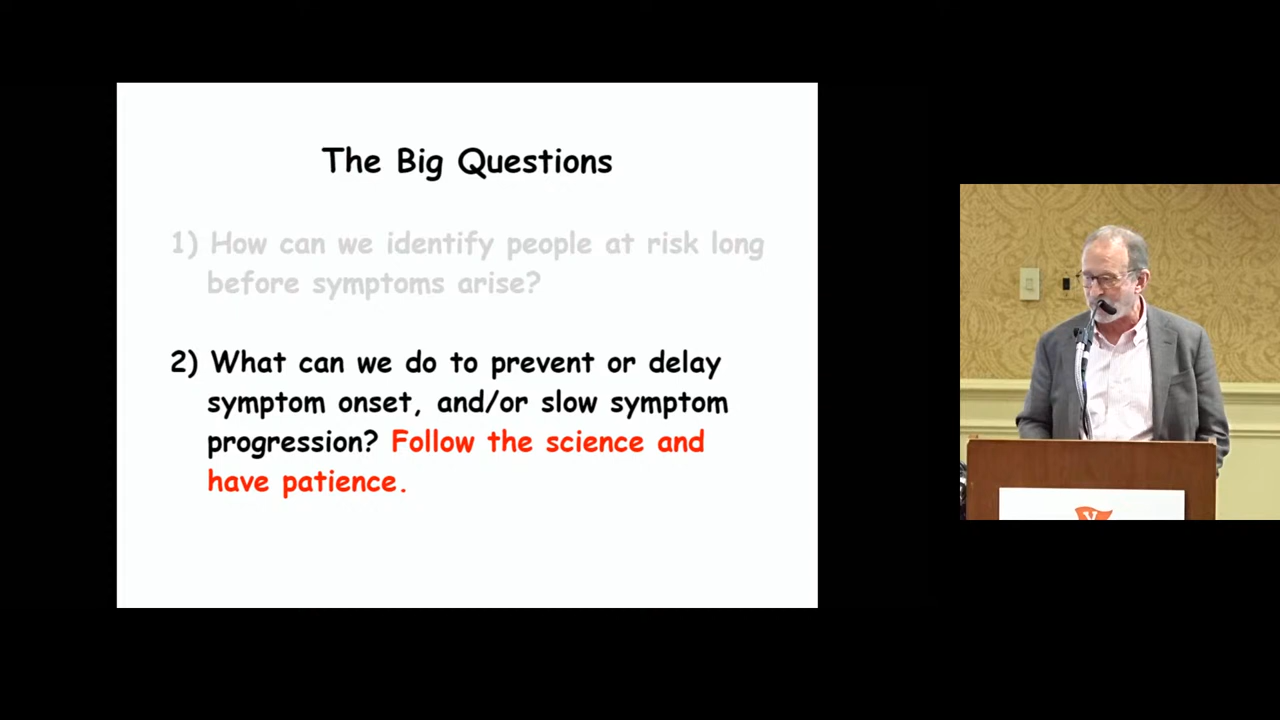 The Big Questions
1) How can we identify people at risk long
before symptoms arise?
2) What can we do to prevent or delay
symptom onset, and/or slow symptom
progression? Follow the science and
have patience.
V